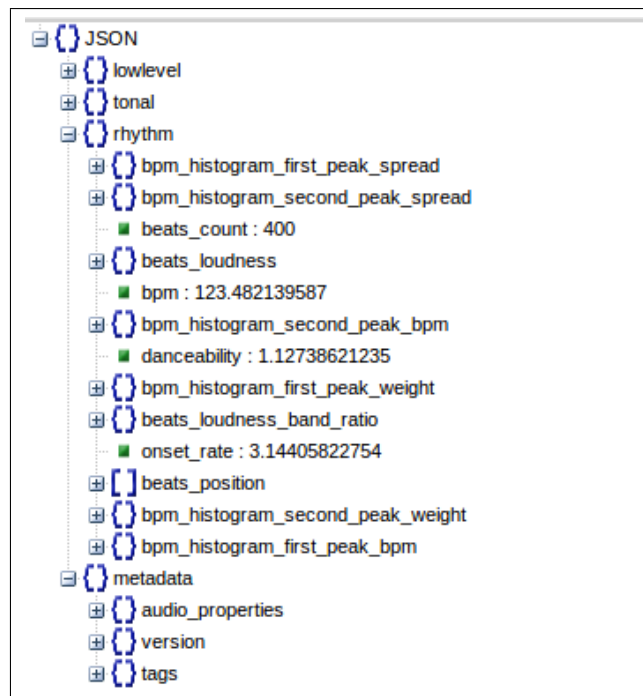 JSON
lowlevel
tonal
rhythm
bpm_histogram_first_peak_spread
bpm_histogram_second_peak_spread
beats_count : 400
beats_loudness
bpm : 123.482139587
bpm_histogram_second_peak_bpm
danceability : 1.12738621235
bpm_histogram_first_peak_weight
beats_loudness_band_ratio
onset_rate : 3.14405822754
beats_position
bpm_histogram_second_peak_weight
bpm_histogram_first_peak_bpm
metadata
audio_properties
version
tags